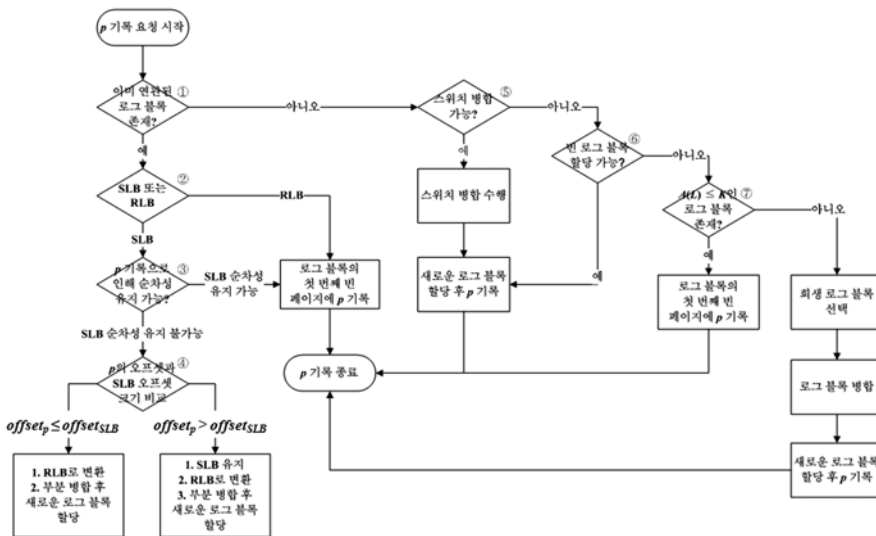 p 기록 요청 시작
이미 연관된 ①
로그 블록
존재?
아니오
예
스위치 병합 ⑤
가능?
아니오
예
빈 로그 블록 ⑥
할당 가능?
아니오
예
A(L) ≤ K인 ⑦
로그 블록
존재?
아니오
예
②
SLB 또는
RLB
RLB
SLB
스위치 병합 수행
p 기록으로 ③
인해 순차성
유지 가능?
SLB 순차성
유지 가능
로그 블록의
첫 번째 빈
페이지에 p 기록
새로운 로그 블록
할당 후 p 기록
로그 블록의
첫 번째 빈
페이지에 p 기록
희생 로그 블록
선택
SLB 순차성 유지 불가능
p의 오프셋과 ④
SLB 오프셋
크기 비교
p 기록 종료
로그 블록 병합
offsetp ≤ offsetSLB
offsetp > offsetSLB
1. RLB로 변환
2. 부분 병합 후
새로운 로그 블록
할당
1. SLB 유지
2. RLB로 변환
3. 부분 병합 후
새로운 로그 블록
할당
새로운 로그 블록
할당 후 p 기록